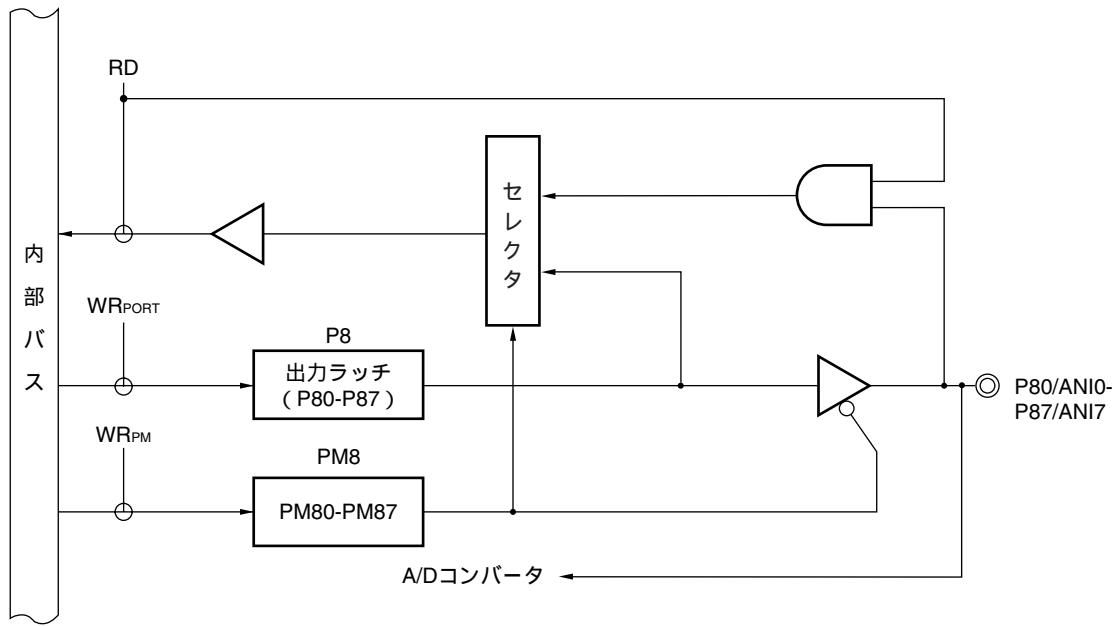 RD
セレクタ
内部バス
WRPORT
P8
出力ラッチ
（P80-P87）
P80/ANI0-
P87/ANI7
WRPM
PM8
PM80-PM87
A/Dコンバータ